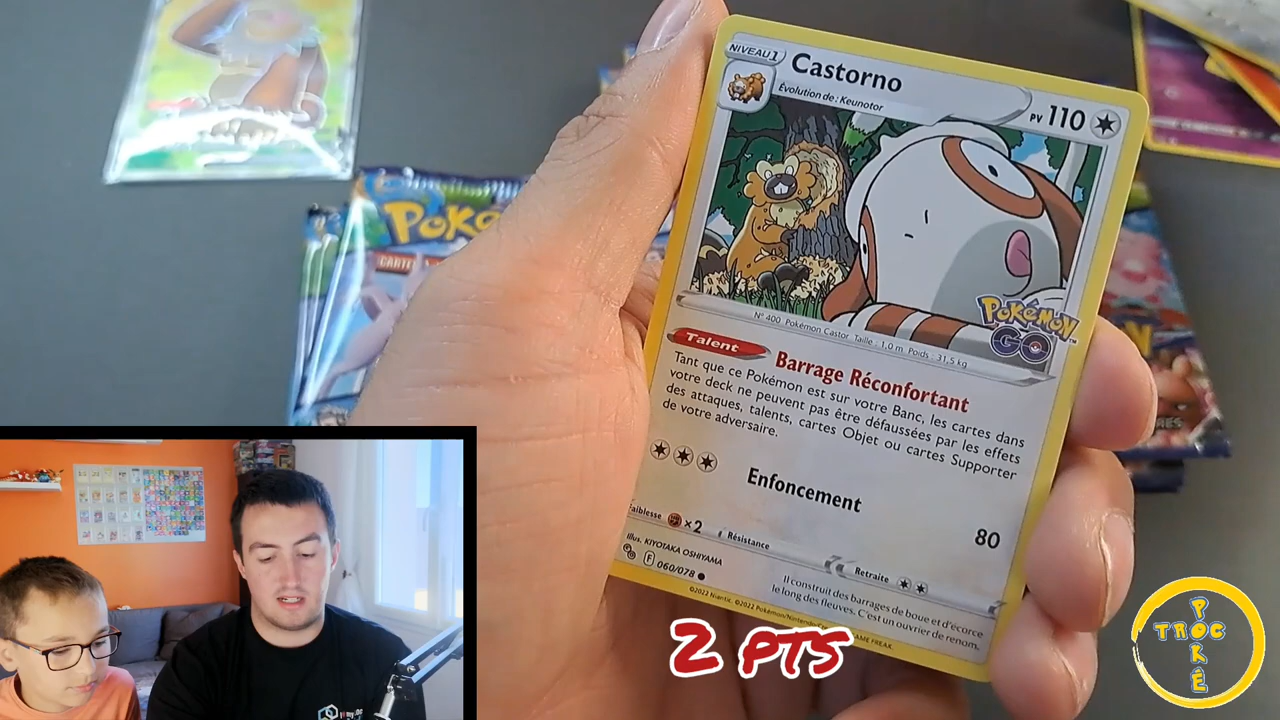 NIVEAU 1
Castorno
Évolution de : Keunotor
PV 110
POKÉMON
GO
N° 400 Pokémon Castor Taille : 1,0 m Poids : 31,5 kg
Talent Barrage Réconfortant
Tant que ce Pokémon est sur votre Banc, les cartes dans
votre deck ne peuvent pas être défaussées par les effets
des attaques, talents, cartes Objet ou cartes Supporter
de votre adversaire.
Enfoncement 80
Faiblesse ×2 Résistance Retraite
Illus. KIYOTAKA OSHIYAMA
F 060/078
Il construit des barrages de boue et d'écorce
le long des fleuves. C'est un ouvrier de renom.
2 PTS
TROC
POKÉ